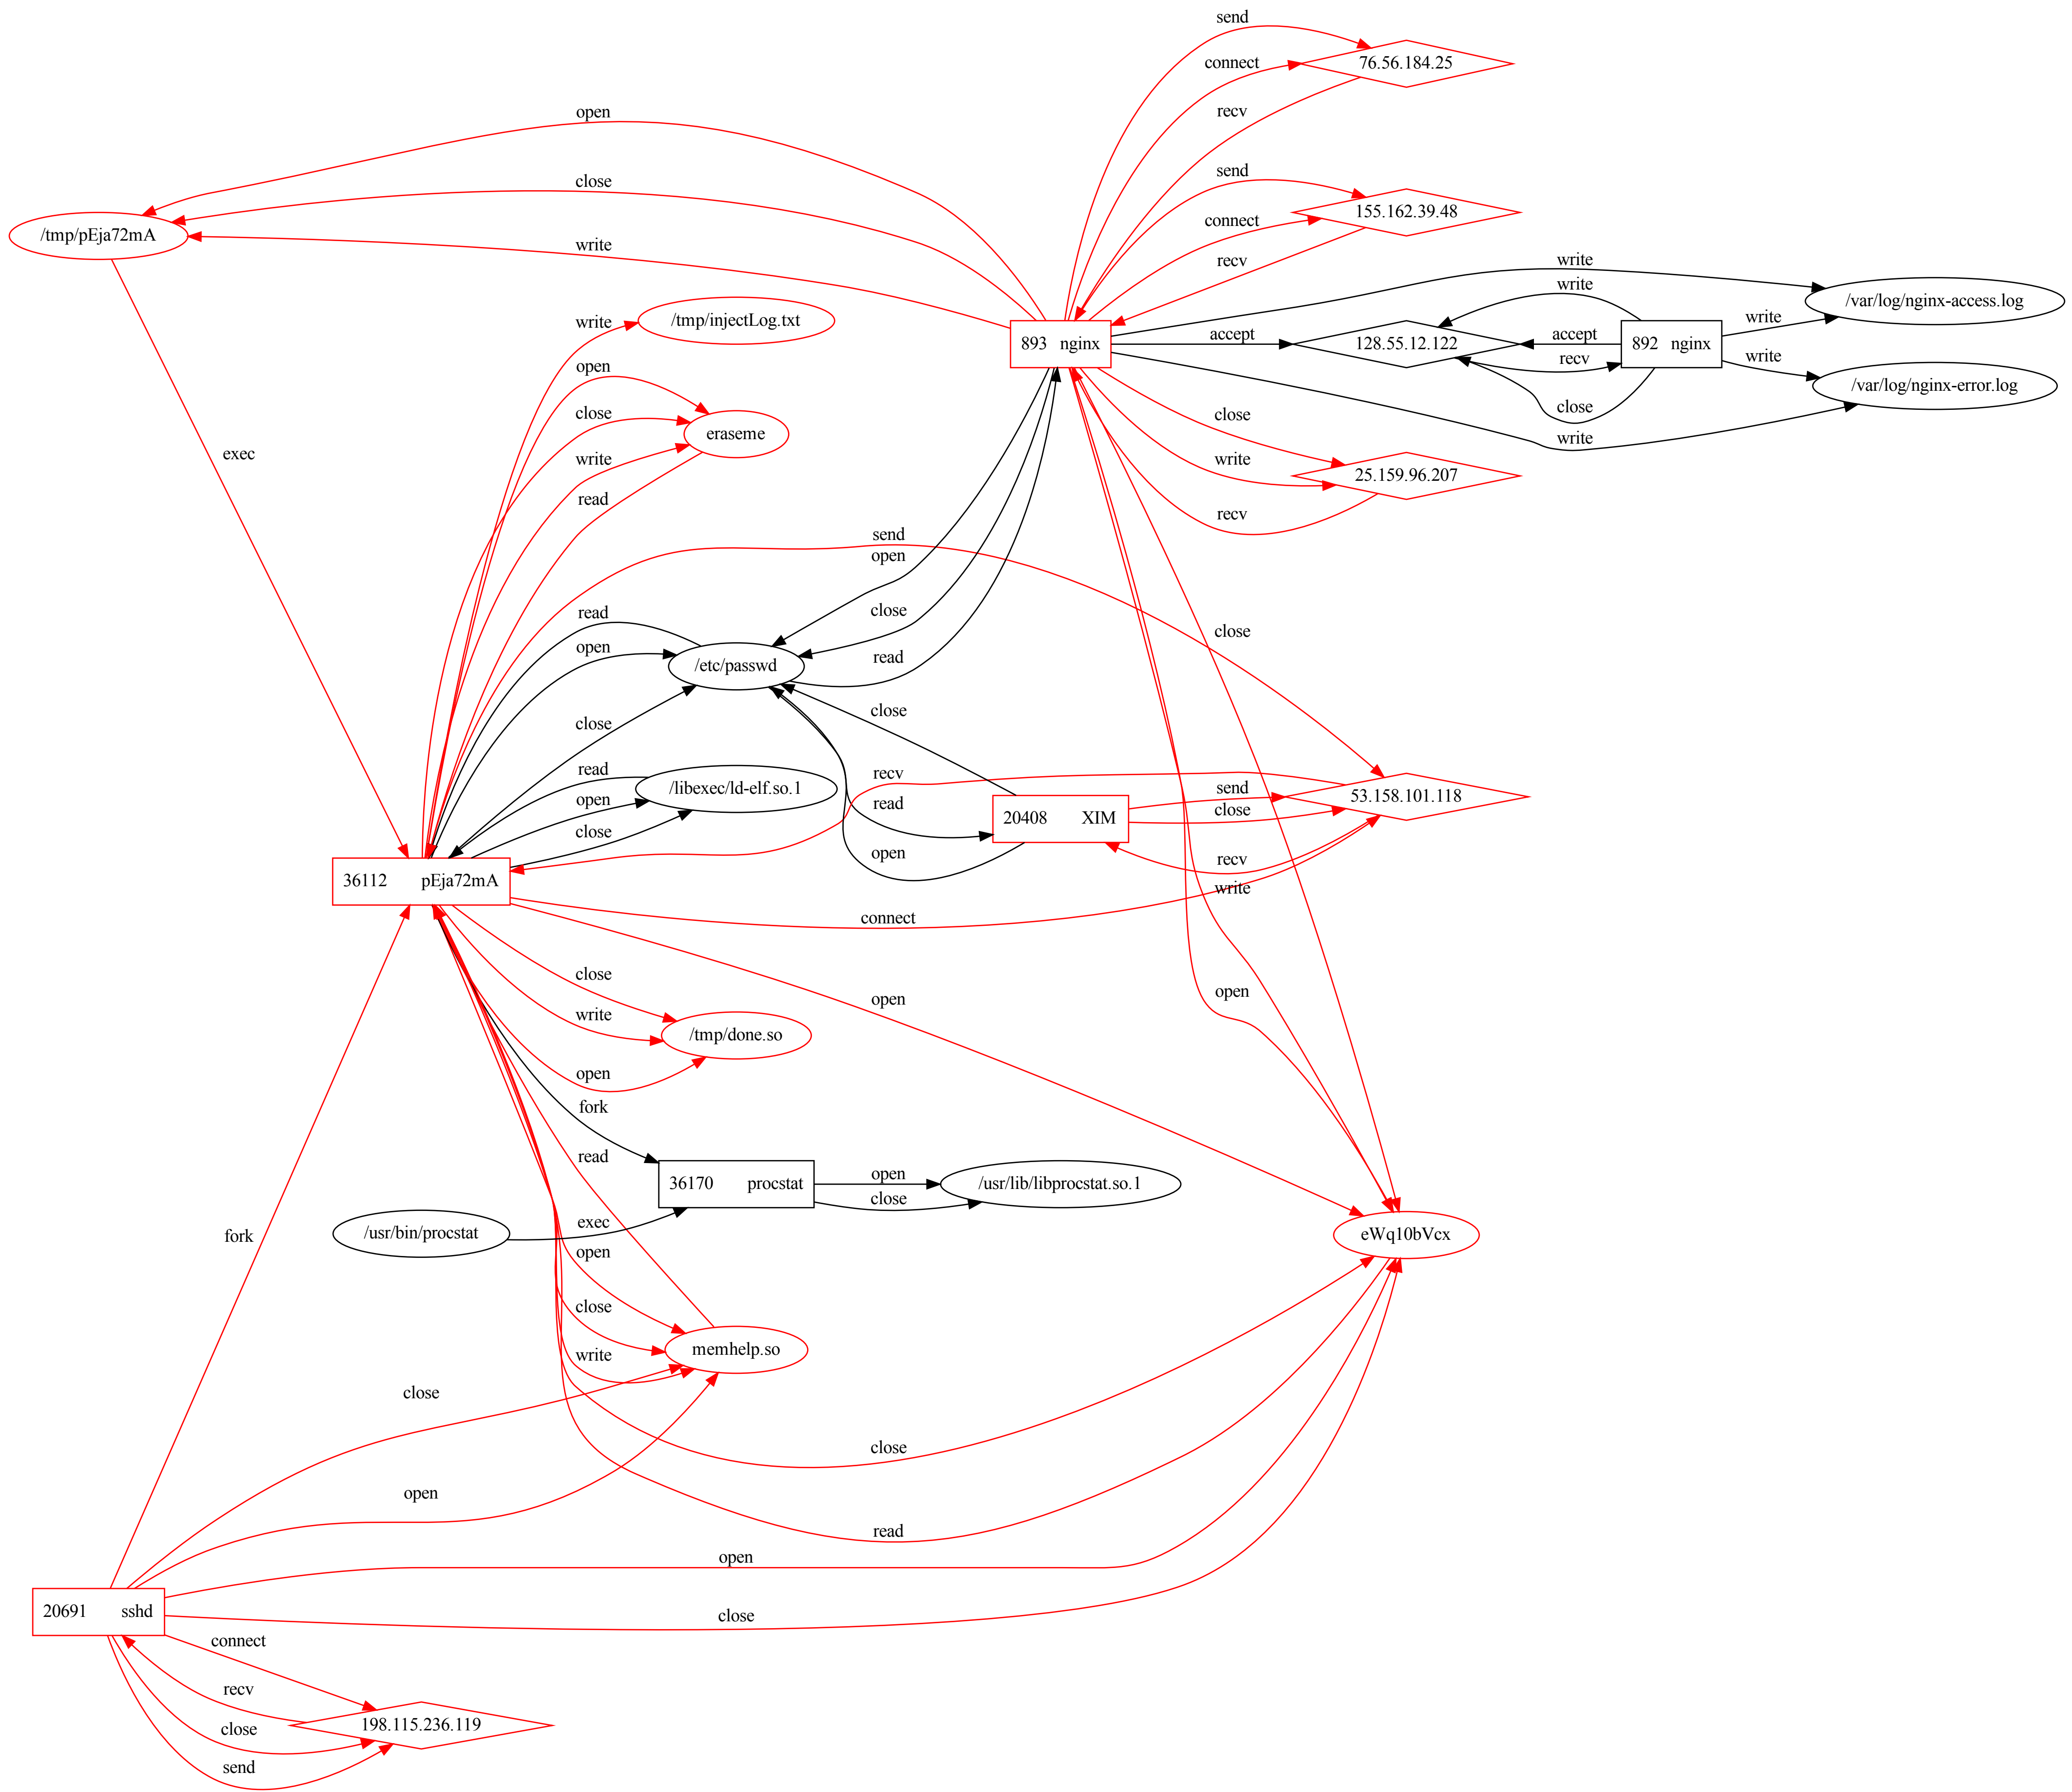 send
76.56.184.25
connect
recv
open
send
close
155.162.39.48
connect
/tmp/pEja72mA
write
recv
write
/var/log/nginx-access.log
write
/tmp/injectLog.txt
write
write
893 nginx
accept
128.55.12.122
accept
892 nginx
recv
write
/var/log/nginx-error.log
open
close
close
close
eraseme
write
write
write
25.159.96.207
exec
read
recv
send
open
read
close
close
open
/etc/passwd
read
close
close
read
recv
/libexec/ld-elf.so.1
send
53.158.101.118
open
read
20408 XIM
close
close
open
recv
36112 pEja72mA
write
connect
close
open
open
write
/tmp/done.so
open
fork
read
36170 procstat
open
/usr/lib/libprocstat.so.1
close
/usr/bin/procstat
exec
fork
eWq10bVcx
open
close
memhelp.so
write
close
close
open
read
open
20691 sshd
close
connect
recv
198.115.236.119
close
send